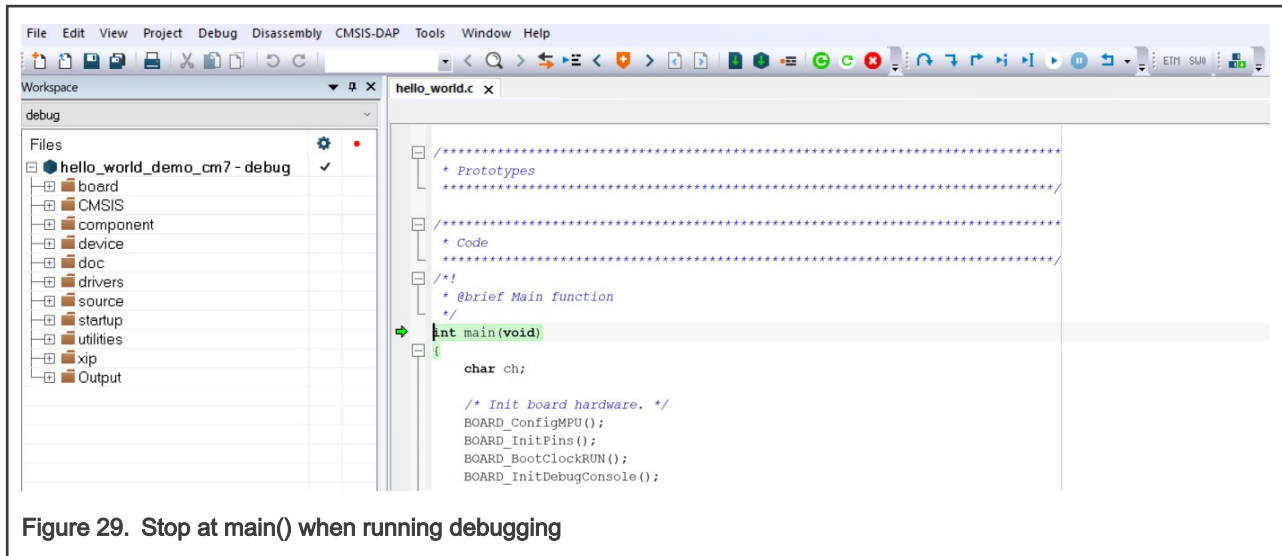 File Edit View Project Debug Disassembly CMSIS-DAP Tools Window Help
ETM SWO
Workspace
debug
Files
hello_world_demo_cm7 - debug
board
CMSIS
component
device
doc
drivers
source
startup
utilities
xip
Output
hello_world.c x
/*******************************************************************************
* Prototypes
******************************************************************************/
/*******************************************************************************
* Code
******************************************************************************/
/*!
* @brief Main function
*/
int main(void)
{
char ch;
/* Init board hardware. */
BOARD_ConfigMPU();
BOARD_InitPins();
BOARD_BootClockRUN();
BOARD_InitDebugConsole();
Figure 29. Stop at main() when running debugging